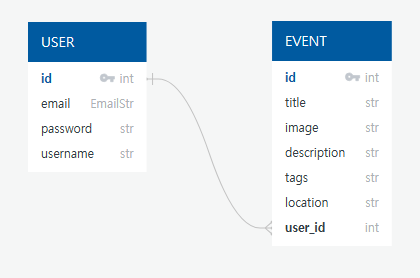 USER
id int
email EmailStr
password str
username str
EVENT
id int
title str
image str
description str
tags str
location str
user_id int